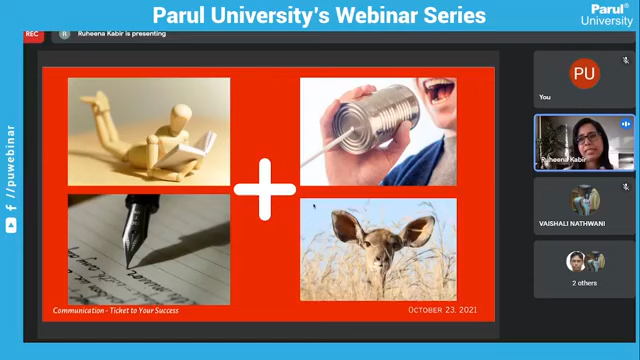 Parul University's Webinar Series
Parul®
University
REC
R
Ruheena Kabir is presenting
PU
You
Ruheena Kabir
VAISHALI NATHWANI
2 others
f /puwebinar
Communication - Ticket to Your Success
OCTOBER 23, 2021